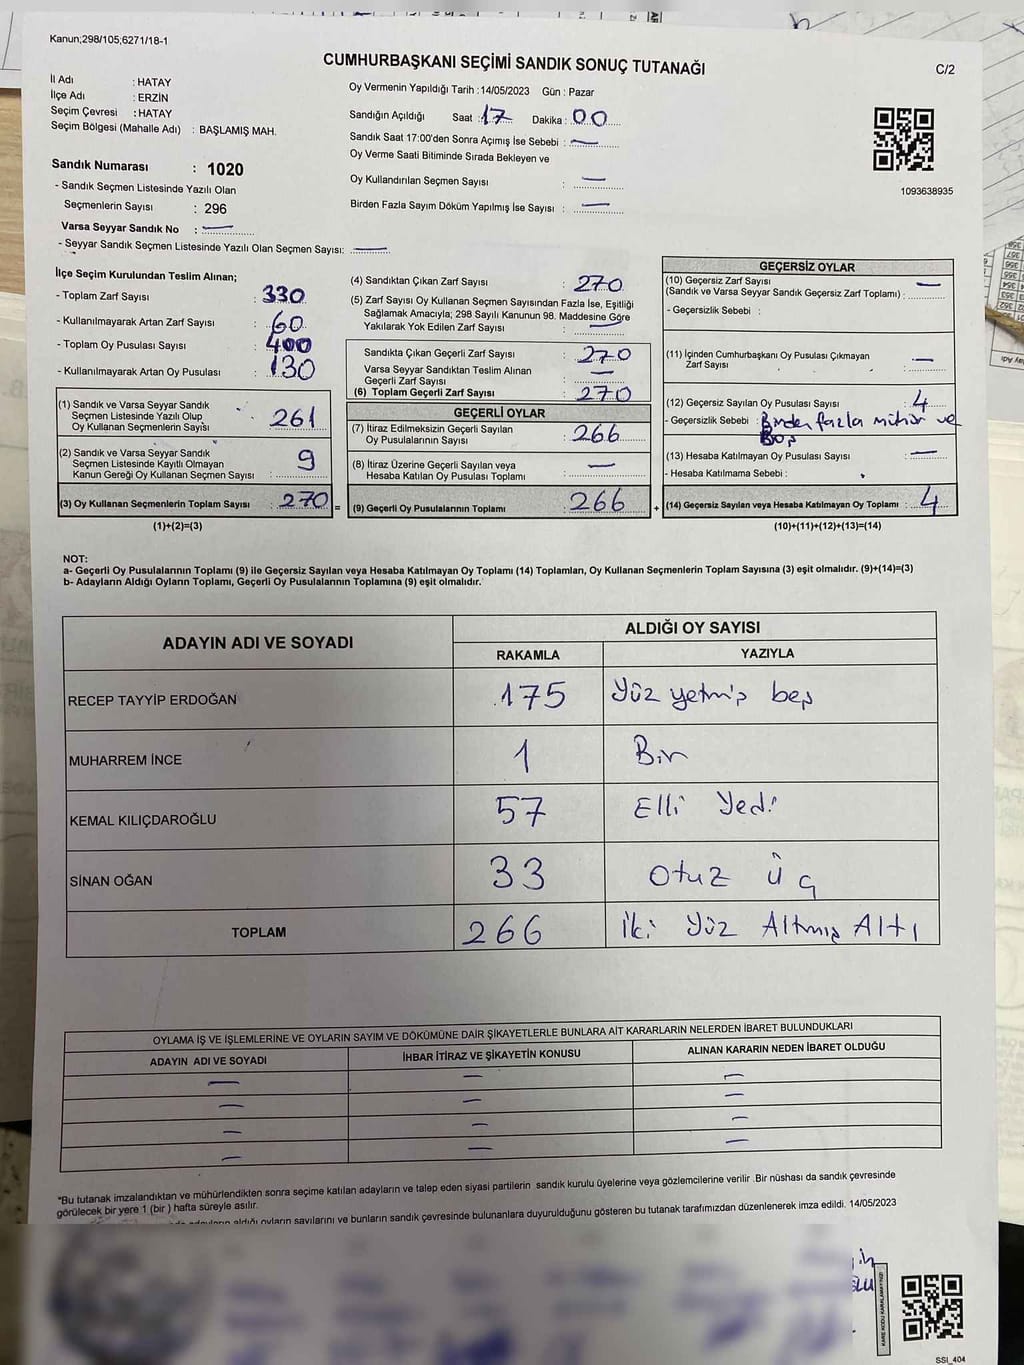 Kanun;298/105,6271/18-1
CUMHURBAŞKANI SEÇİMİ SANDIK SONUÇ TUTANAĞI
C/2
İl Adı : HATAY
İlçe Adı : ERZİN
Seçim Çevresi : HATAY
Seçim Bölgesi (Mahalle Adı) : BAŞLAMIŞ MAH.
Sandık Numarası : 1020
- Sandık Seçmen Listesinde Yazılı Olan
Seçmenlerin Sayısı : 296
Varsa Seyyar Sandık No : —
- Seyyar Sandık Seçmen Listesinde Yazılı Olan Seçmen Sayısı: —
Oy Vermenin Yapıldığı Tarih : 14/05/2023 Gün : Pazar
Sandığın Açıldığı Saat : 17 Dakika : 00
Sandık Saat 17:00'den Sonra Açımış İse Sebebi : —
Oy Verme Saati Bitiminde Sırada Bekleyen ve
Oy Kullandırılan Seçmen Sayısı : —
Birden Fazla Sayım Döküm Yapılmış İse Sayısı : —
1093638935
İlçe Seçim Kurulundan Teslim Alınan;
- Toplam Zarf Sayısı : 330
- Kullanılmayarak Artan Zarf Sayısı : 60
- Toplam Oy Pusulası Sayısı : 400
- Kullanılmayarak Artan Oy Pusulası : 130
(1) Sandık ve Varsa Seyyar Sandık
Seçmen Listesinde Yazılı Olup
Oy Kullanan Seçmenlerin Sayısı : 261
(2) Sandık ve Varsa Seyyar Sandık
Seçmen Listesinde Kayıtlı Olmayan
Kanun Gereği Oy Kullanan Seçmen Sayısı : 9
(3) Oy Kullanan Seçmenlerin Toplam Sayısı : 270 =
(1)+(2)=(3)
(4) Sandıktan Çıkan Zarf Sayısı : 270
(5) Zarf Sayısı Oy Kullanan Seçmen Sayısından Fazla İse, Eşitliği
Sağlamak Amacıyla; 298 Sayılı Kanunun 98. Maddesine Göre
Yakılarak Yok Edilen Zarf Sayısı : —
Sandıkta Çıkan Geçerli Zarf Sayısı : 270
Varsa Seyyar Sandıktan Teslim Alınan
Geçerli Zarf Sayısı : —
(6) Toplam Geçerli Zarf Sayısı : 270
GEÇERLİ OYLAR
(7) İtiraz Edilmeksizin Geçerli Sayılan
Oy Pusulalarının Sayısı : 266
(8) İtiraz Üzerine Geçerli Sayılan veya
Hesaba Katılan Oy Pusulası Toplamı : —
(9) Geçerli Oy Pusulalarının Toplamı : 266 +
GEÇERSİZ OYLAR
(10) Geçersiz Zarf Sayısı
(Sandık ve Varsa Seyyar Sandık Geçersiz Zarf Toplamı) : —
- Geçersizlik Sebebi :
(11) İçinden Cumhurbaşkanı Oy Pusulası Çıkmayan
Zarf Sayısı : —
(12) Geçersiz Sayılan Oy Pusulası Sayısı : 4
- Geçersizlik Sebebi : Birden fazla mühür ve
Boş
(13) Hesaba Katılmayan Oy Pusulası Sayısı : —
- Hesaba Katılmama Sebebi :
(14) Geçersiz Sayılan veya Hesaba Katılmayan Oy Toplamı : 4
(10)+(11)+(12)+(13)=(14)
NOT:
a- Geçerli Oy Pusulalarının Toplamı (9) ile Geçersiz Sayılan veya Hesaba Katılmayan Oy Toplamı (14) Toplamları, Oy Kullanan Seçmenlerin Toplam Sayısına (3) eşit olmalıdır. (9)+(14)=(3)
b- Adayların Aldığı Oyların Toplamı, Geçerli Oy Pusulalarının Toplamına (9) eşit olmalıdır.
ADAYIN ADI VE SOYADI ALDIĞI OY SAYISI
RAKAMLA YAZIYLA
RECEP TAYYİP ERDOĞAN 175 Yüz yetmiş beş
MUHARREM İNCE 1 Bir
KEMAL KILIÇDAROĞLU 57 Elli Yedi
SİNAN OĞAN 33 Otuz üç
TOPLAM 266 İki Yüz Altmış Altı
OYLAMA İŞ VE İŞLEMLERİNE VE OYLARIN SAYIM VE DÖKÜMÜNE DAİR ŞİKAYETLERLE BUNLARA AİT KARARLARIN NELERDEN İBARET BULUNDUKLARI
ADAYIN ADI VE SOYADI İHBAR İTİRAZ VE ŞİKAYETİN KONUSU ALINAN KARARIN NEDEN İBARET OLDUĞU
— — —
— — —
— — —
— — —
*Bu tutanak imzalandıktan ve mühürlendikten sonra seçime katılan adayların ve talep eden siyasi partilerin sandık kurulu üyelerine veya gözlemcilerine verilir .Bir nüshası da sandık çevresinde
görülecek bir yere 1 (bir ) hafta süreyle asılır.
aldığı oyların sayılarını ve bunların sandık çevresinde bulunanlara duyurulduğunu gösteren bu tutanak tarafımızdan düzenlenerek imza edildi. 14/05/2023
KARE KODU KARALAMAYINIZ!
SSI_404